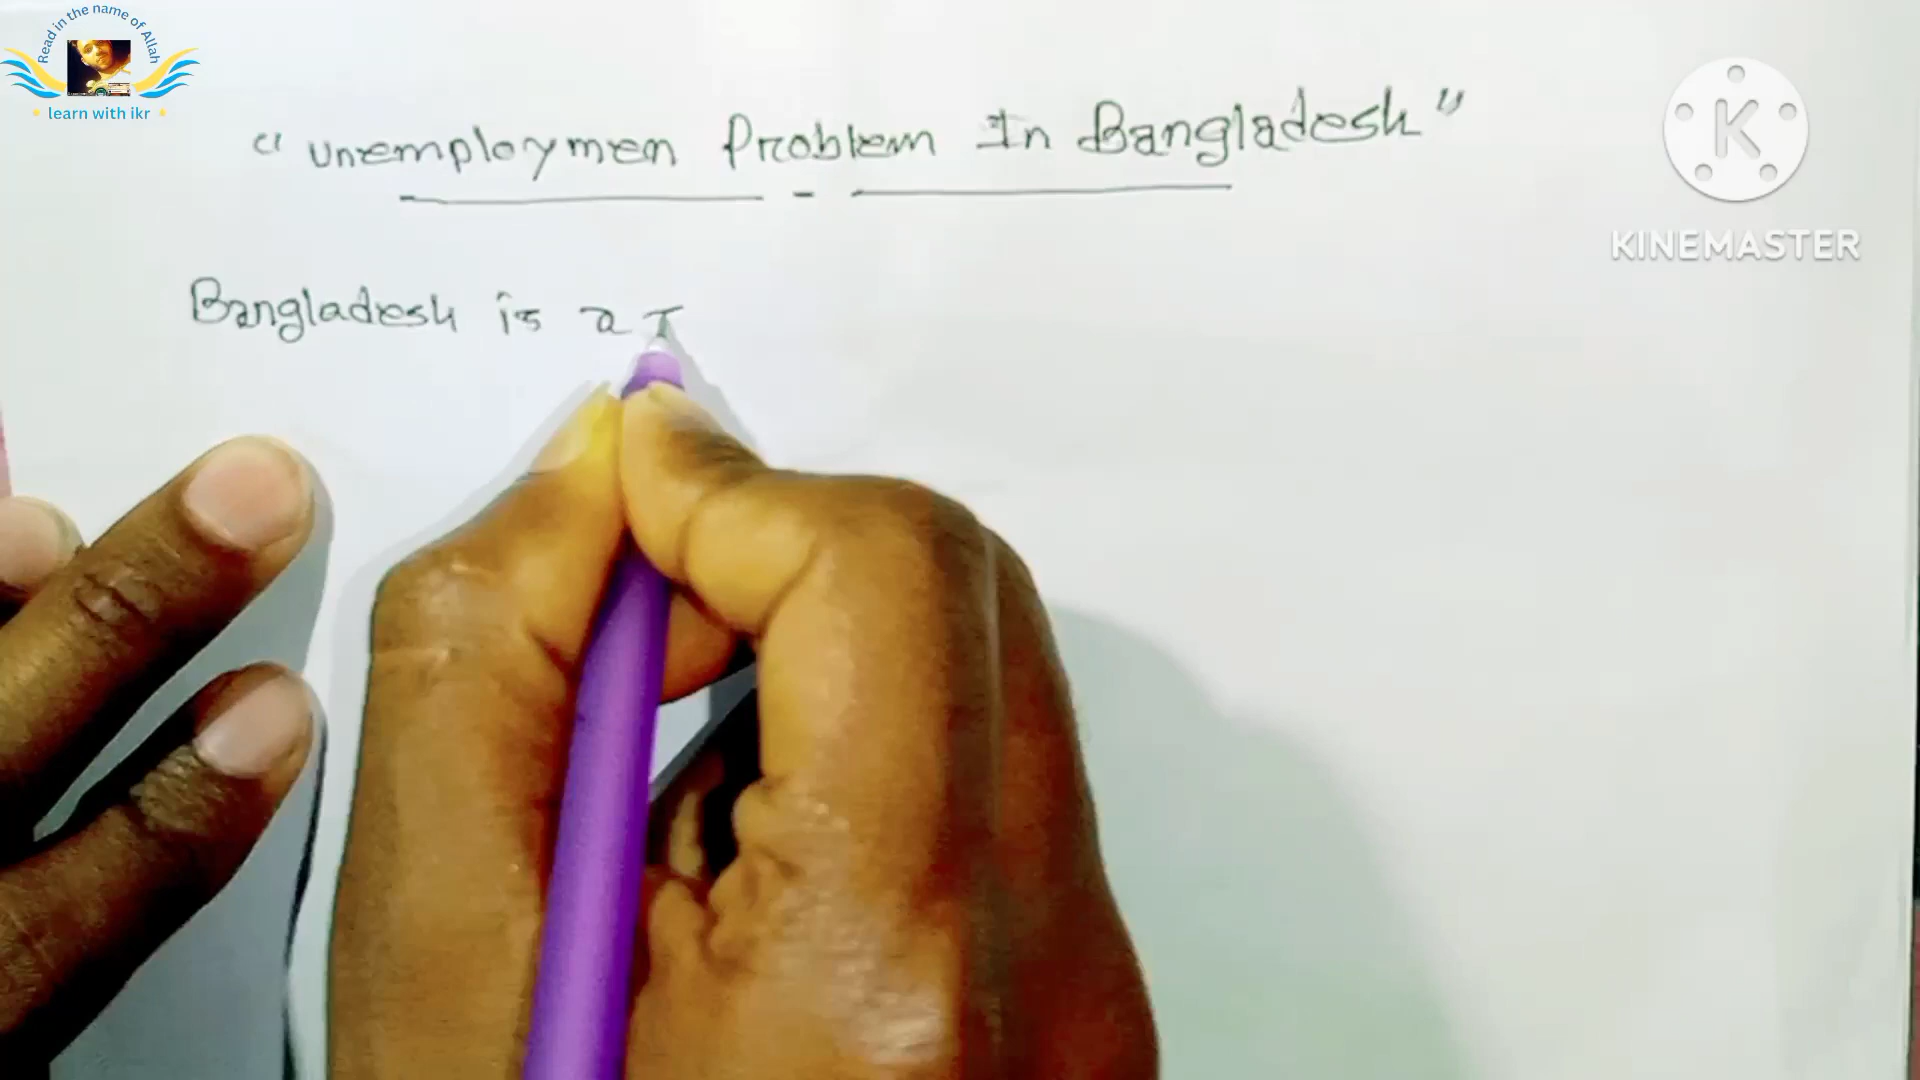 Read in the name of Allah
learn with ikr
"Unemploymen Problem In Bangladesh"
KINEMASTER
Bangladesh is a